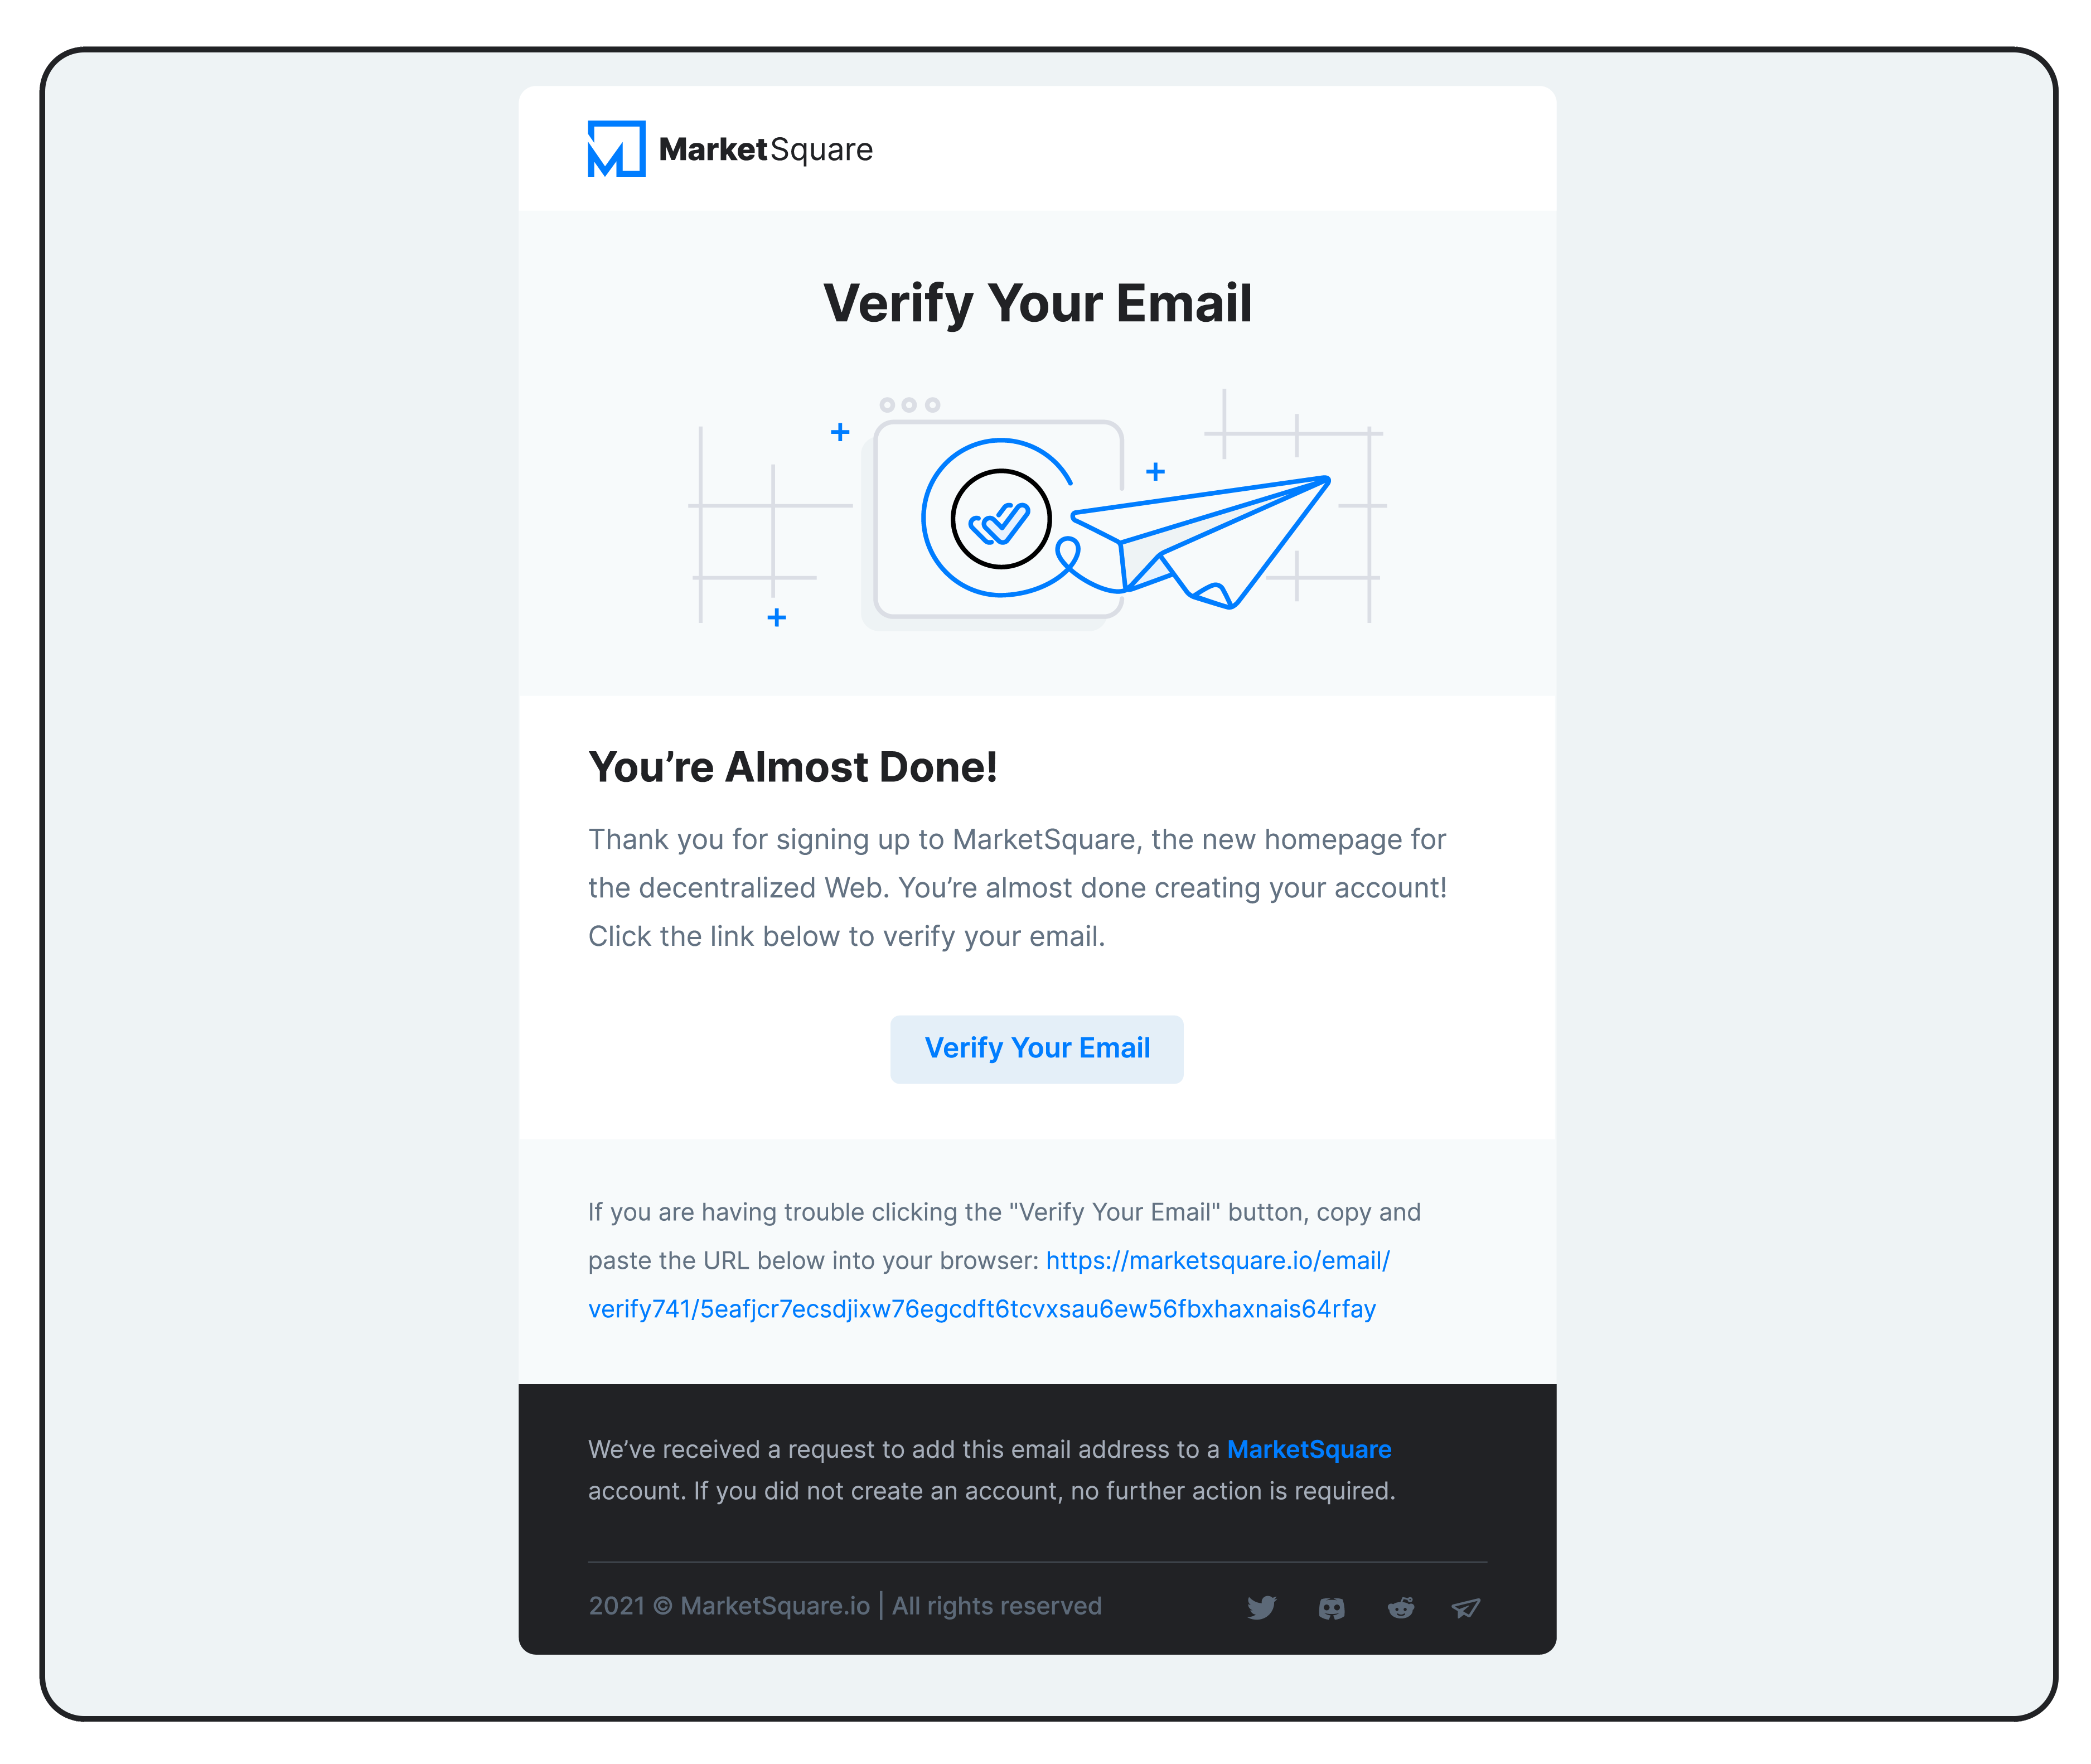 MarketSquare
Verify Your Email
You’re Almost Done!
Thank you for signing up to MarketSquare, the new homepage for
the decentralized Web. You’re almost done creating your account!
Click the link below to verify your email.
Verify Your Email
If you are having trouble clicking the "Verify Your Email" button, copy and
paste the URL below into your browser: https://marketsquare.io/email/
verify741/5eafjcr7ecsdjixw76egcdft6tcvxsau6ew56fbxhaxnais64rfay
We’ve received a request to add this email address to a MarketSquare
account. If you did not create an account, no further action is required.
2021 © MarketSquare.io | All rights reserved